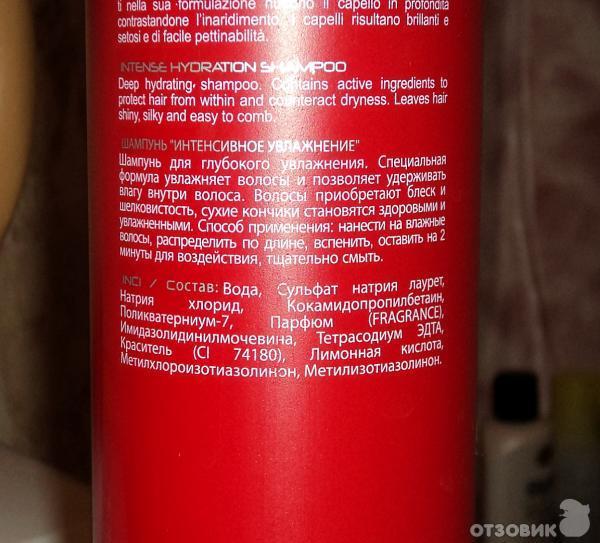 ti nella sua formulazione nutrono il capello in profondità
contrastandone l'inaridimento. I capelli risultano brillanti e
setosi e di facile pettinabilità.
INTENSE HYDRATION SHAMPOO
Deep hydrating shampoo. Contains active ingredients to
protect hair from within and counteract dryness. Leaves hair
shiny, silky and easy to comb.
ШАМПУНЬ "ИНТЕНСИВНОЕ УВЛАЖНЕНИЕ"
Шампунь для глубокого увлажнения. Специальная
формула увлажняет волосы и позволяет удерживать
влагу внутри волоса. Волосы приобретают блеск и
шелковистость, сухие кончики становятся здоровыми и
увлажненными. Способ применения: нанести на влажные
волосы, распределить по длине, вспенить, оставить на 2
минуты для воздействия, тщательно смыть.
INCI / Состав: Вода, Сульфат натрия лаурет,
Натрия хлорид, Кокамидопропилбетаин,
Поликватерниум-7, Парфюм (FRAGRANCE),
Имидазолидинилмочевина, Тетрасодиум ЭДТА,
Краситель (CI 74180), Лимонная кислота,
Метилхлороизотиазолинон, Метилизотиазолинон.
ОТЗОВИК